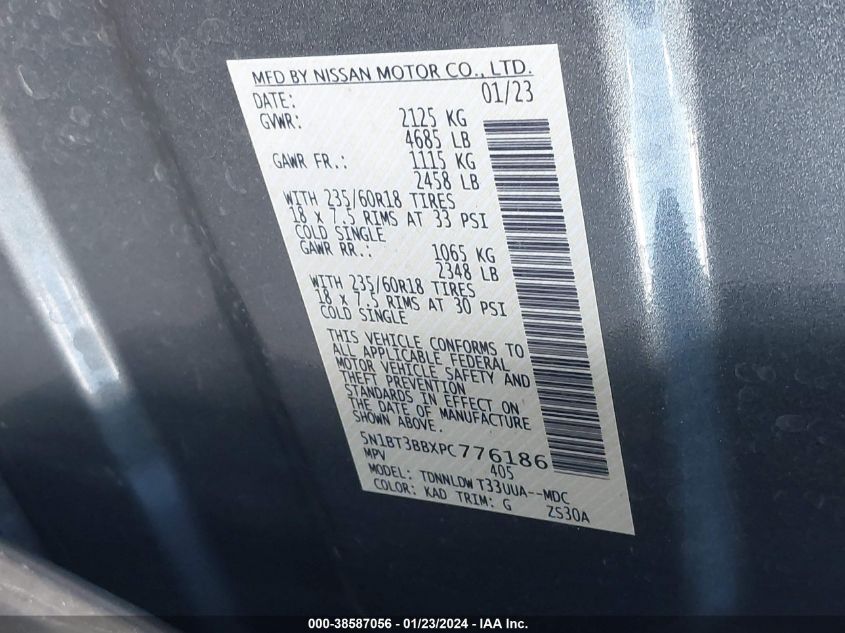 MFD BY NISSAN MOTOR CO., LTD.
DATE: 01/23
GVWR: 2125 KG
4685 LB
GAWR FR.: 1115 KG
2458 LB
WITH 235/60R18 TIRES
18 X 7.5 RIMS AT 33 PSI
COLD SINGLE
GAWR RR.: 1065 KG
2348 LB
WITH 235/60R18 TIRES
18 X 7.5 RIMS AT 30 PSI
COLD SINGLE
THIS VEHICLE CONFORMS TO
ALL APPLICABLE FEDERAL
MOTOR VEHICLE SAFETY AND
THEFT PREVENTION
STANDARDS IN EFFECT ON
THE DATE OF MANUFACTURE
SHOWN ABOVE.
5N1BT3BBXPC776186
MPV 405
MODEL: TDNNLDW T33UUA--MDC
COLOR: KAD TRIM: G ZS30A
000-38587056 - 01/23/2024 - IAA Inc.